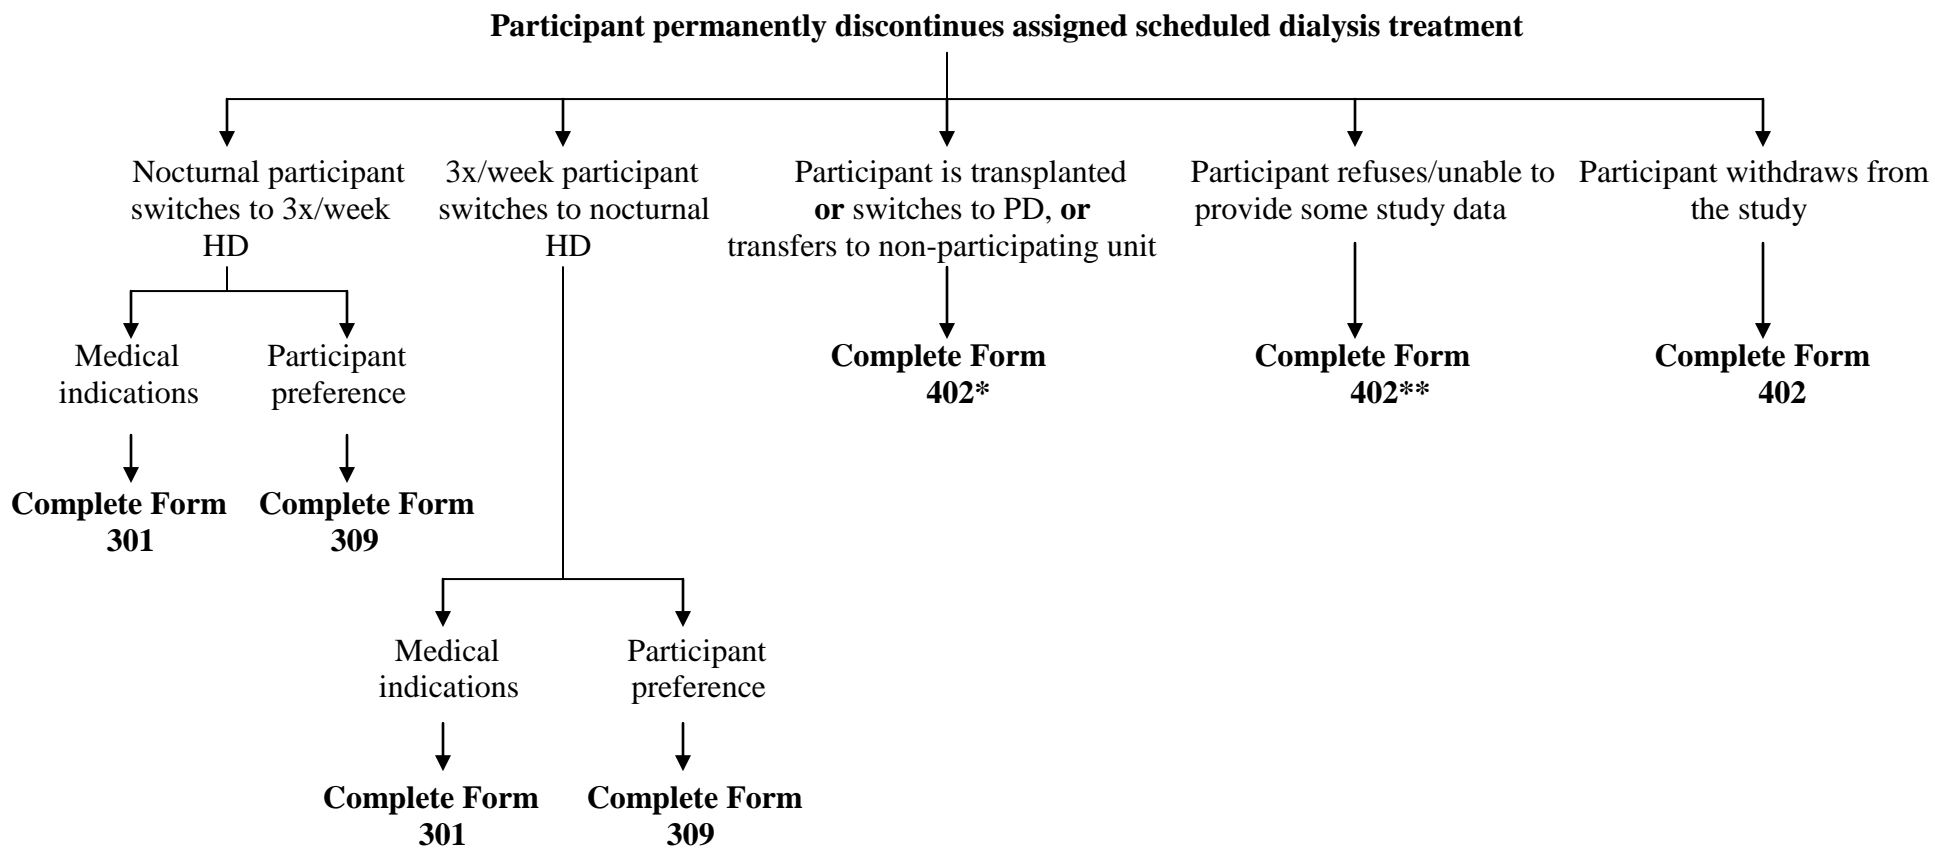 Participant permanently discontinues assigned scheduled dialysis treatment
Nocturnal participant
switches to 3x/week
HD
3x/week participant
switches to nocturnal
HD
Participant is transplanted
or switches to PD, or
transfers to non-participating unit
Participant refuses/unable to
provide some study data
Participant withdraws from
the study
Medical
indications
Participant
preference
Complete Form
402*
Complete Form
402**
Complete Form
402
Complete Form
301
Complete Form
309
Medical
indications
Participant
preference
Complete Form
301
Complete Form
309